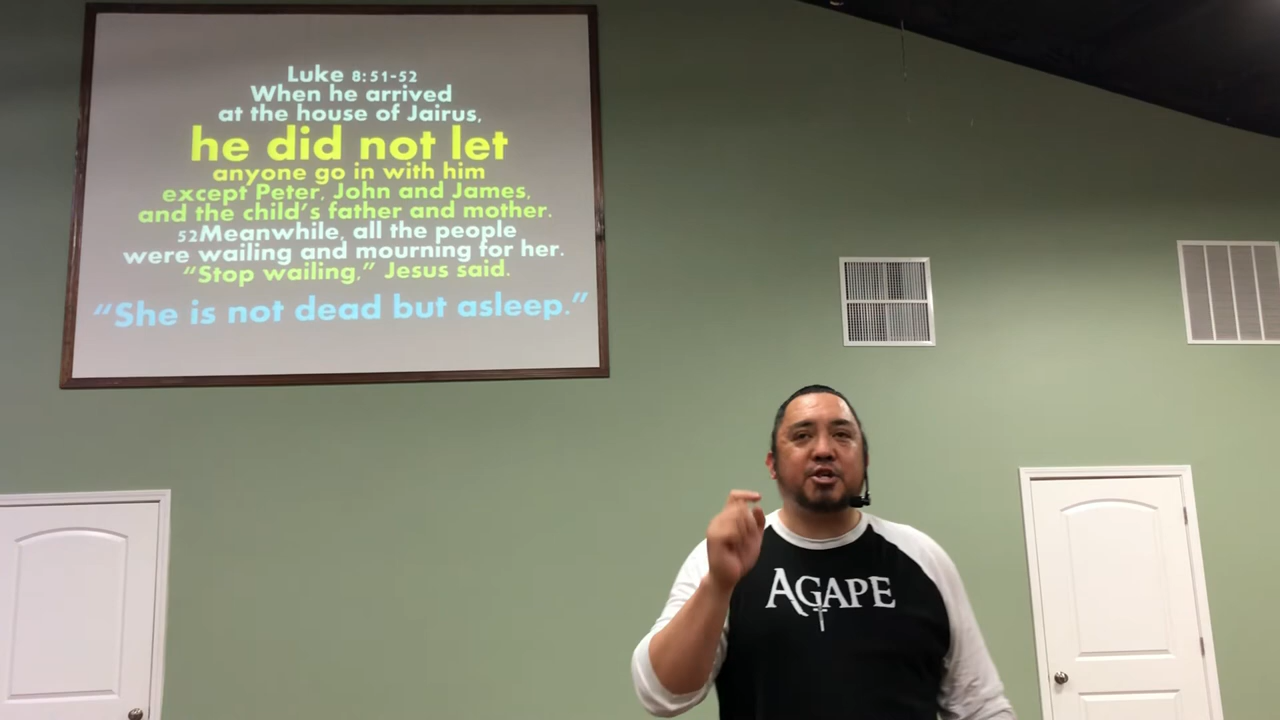 Luke 8:51-52
When he arrived
at the house of Jairus,
he did not let
anyone go in with him
except Peter, John and James,
and the child's father and mother.
52Meanwhile, all the people
were wailing and mourning for her.
"Stop wailing," Jesus said.
"She is not dead but asleep."
AGAPE